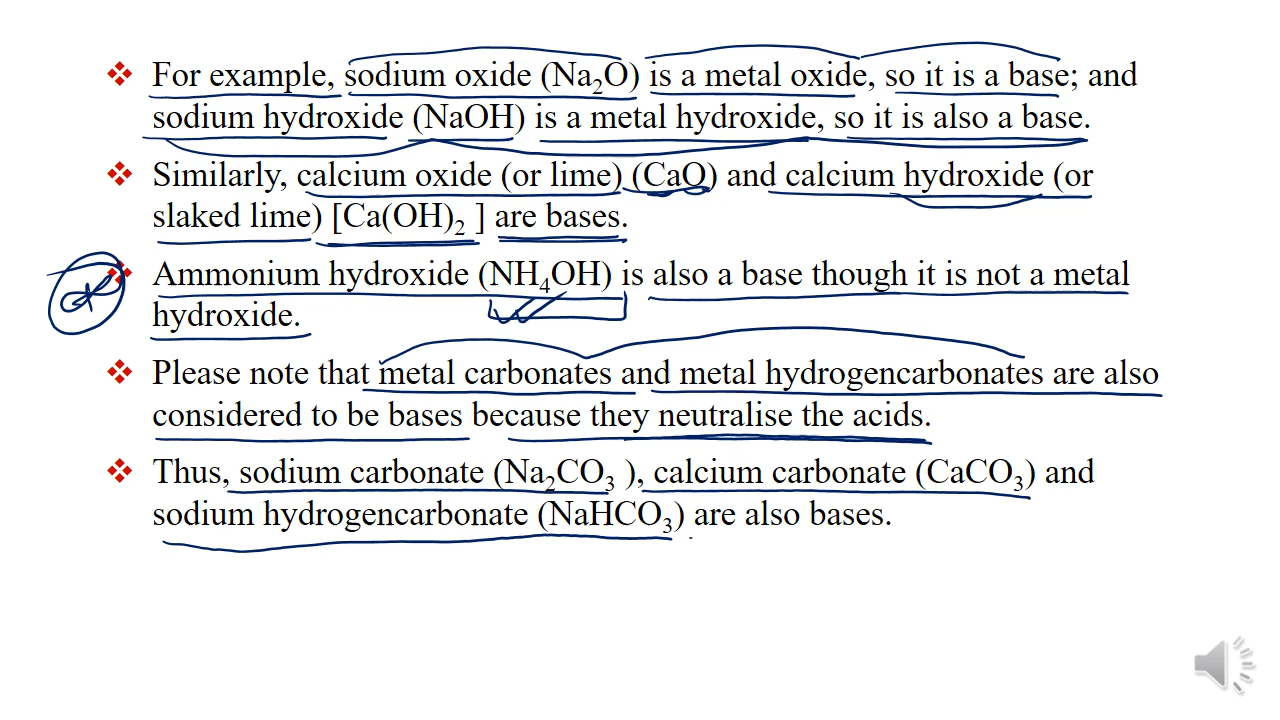 ❖ For example, sodium oxide (Na₂O) is a metal oxide, so it is a base; and
sodium hydroxide (NaOH) is a metal hydroxide, so it is also a base.
❖ Similarly, calcium oxide (or lime) (CaO) and calcium hydroxide (or
slaked lime) [Ca(OH)₂ ] are bases.
❖ Ammonium hydroxide (NH₄OH) is also a base though it is not a metal
hydroxide.
❖ Please note that metal carbonates and metal hydrogencarbonates are also
considered to be bases because they neutralise the acids.
❖ Thus, sodium carbonate (Na₂CO₃ ), calcium carbonate (CaCO₃) and
sodium hydrogencarbonate (NaHCO₃) are also bases.